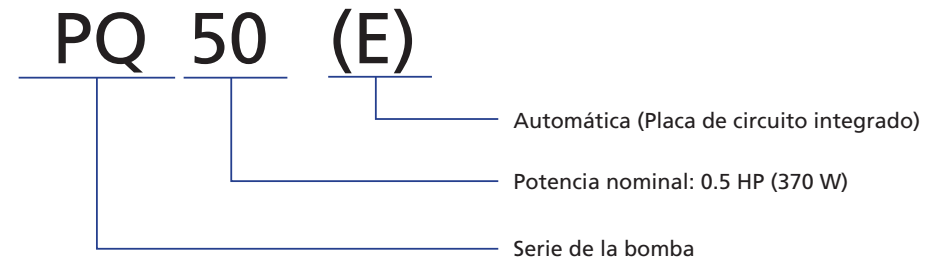 PQ 50 (E)
Automática (Placa de circuito integrado)
Potencia nominal: 0.5 HP (370 W)
Serie de la bomba